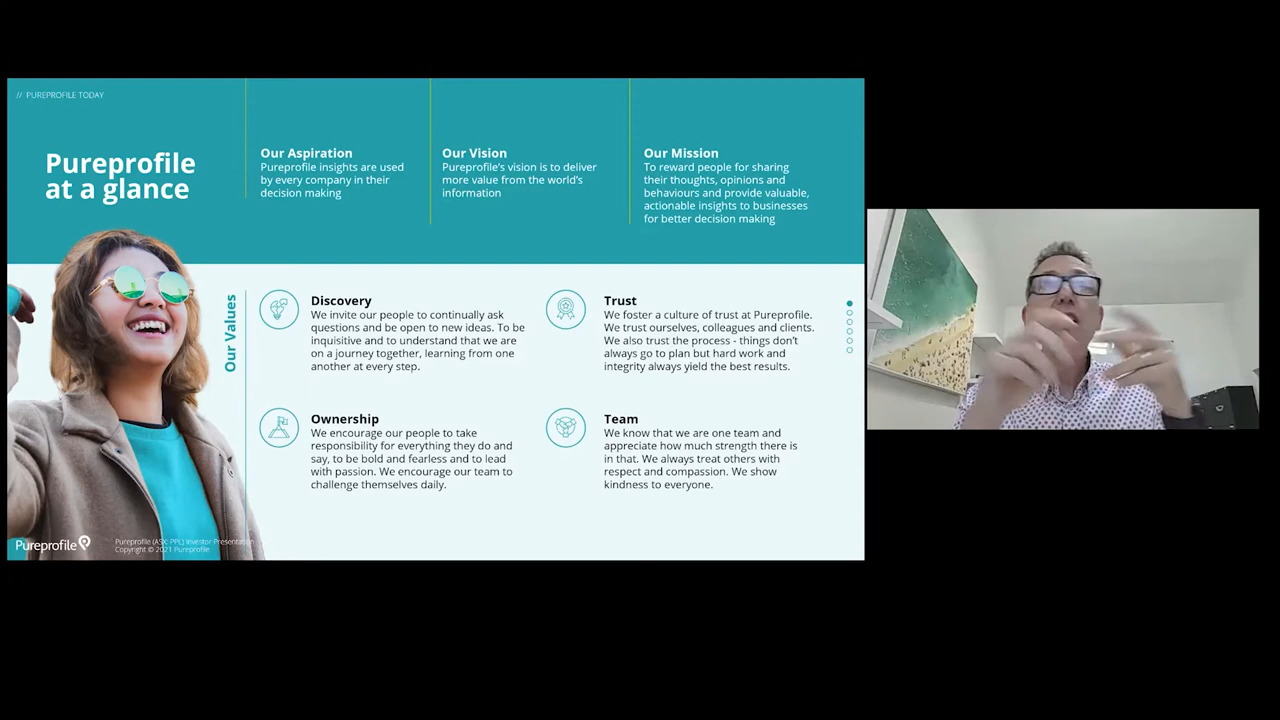 // PUREPROFILE TODAY
Pureprofile
at a glance
Our Aspiration
Pureprofile insights are used
by every company in their
decision making
Our Vision
Pureprofile's vision is to deliver
more value from the world's
information
Our Mission
To reward people for sharing
their thoughts, opinions and
behaviours and provide valuable,
actionable insights to businesses
for better decision making
Our Values
Discovery
We invite our people to continually ask
questions and be open to new ideas. To be
inquisitive and to understand that we are
on a journey together, learning from one
another at every step.
Trust
We foster a culture of trust at Pureprofile.
We trust ourselves, colleagues and clients.
We also trust the process - things don't
always go to plan but hard work and
integrity always yield the best results.
Ownership
We encourage our people to take
responsibility for everything they do and
say, to be bold and fearless and to lead
with passion. We encourage our team to
challenge themselves daily.
Team
We know that we are one team and
appreciate how much strength there is
in that. We always treat others with
respect and compassion. We show
kindness to everyone.
Pureprofile
Pureprofile (ASX: PPL) Investor Presentation
Copyright © 2021 Pureprofile